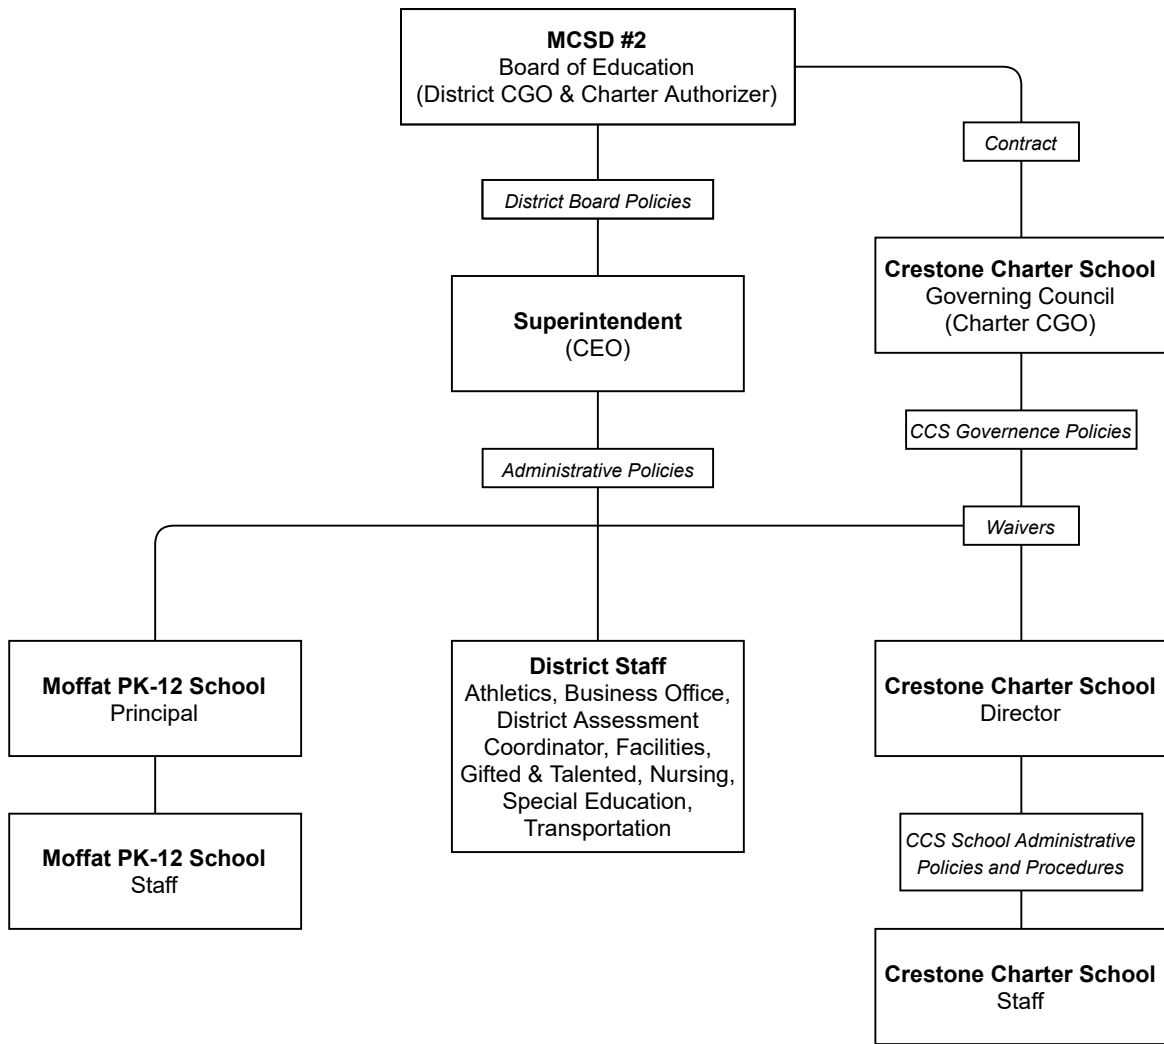 MCSD #2
Board of Education
(District CGO & Charter Authorizer)
Contract
District Board Policies
Crestone Charter School
Governing Council
(Charter CGO)
Superintendent
(CEO)
CCS Governence Policies
Administrative Policies
Waivers
Moffat PK-12 School
Principal
District Staff
Athletics, Business Office,
District Assessment
Coordinator, Facilities,
Gifted & Talented, Nursing,
Special Education,
Transportation
Crestone Charter School
Director
Moffat PK-12 School
Staff
CCS School Administrative
Policies and Procedures
Crestone Charter School
Staff